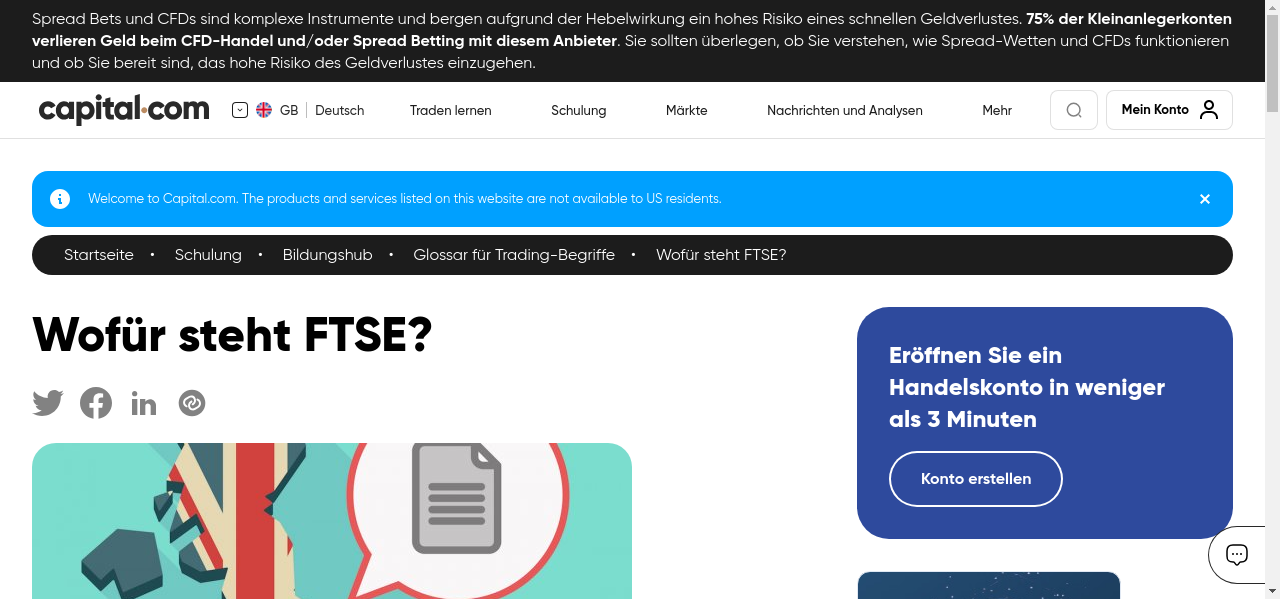 Spread Bets und CFDs sind komplexe Instrumente und bergen aufgrund der Hebelwirkung ein hohes Risiko eines schnellen Geldverlustes. 75% der Kleinanlegerkonten
verlieren Geld beim CFD-Handel und/oder Spread Betting mit diesem Anbieter. Sie sollten überlegen, ob Sie verstehen, wie Spread-Wetten und CFDs funktionieren
und ob Sie bereit sind, das hohe Risiko des Geldverlustes einzugehen.
capital.com GB Deutsch Traden lernen Schulung Märkte Nachrichten und Analysen Mehr Mein Konto
Welcome to Capital.com. The products and services listed on this website are not available to US residents.
Startseite • Schulung • Bildungshub • Glossar für Trading-Begriffe • Wofür steht FTSE?
Wofür steht FTSE?
Eröffnen Sie ein
Handelskonto in weniger
als 3 Minuten
Konto erstellen